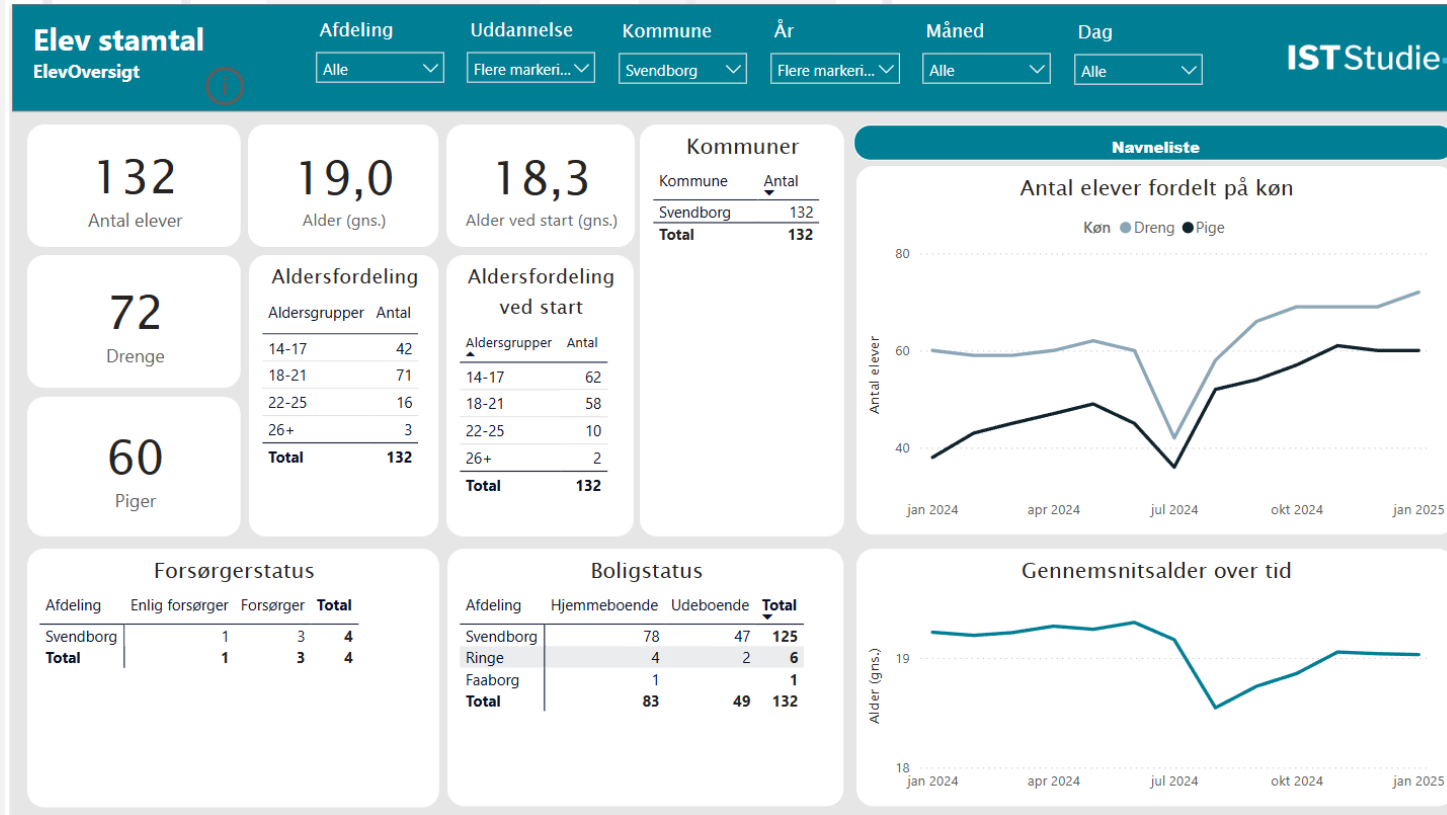 Elev stamtal
ElevOversigt
Afdeling
Alle
Uddannelse
Flere markeri...
Kommune
Svendborg
År
Flere markeri...
Måned
Alle
Dag
Alle
ISTStudie
132
Antal elever
19,0
Alder (gns.)
18,3
Alder ved start (gns.)
72
Drenge
60
Piger
Aldersfordeling
Aldersgrupper Antal
14-17 42
18-21 71
22-25 16
26+ 3
Total 132
Aldersfordeling
ved start
Aldersgrupper Antal
14-17 62
18-21 58
22-25 10
26+ 2
Total 132
Kommuner
Kommune Antal
Svendborg 132
Total 132
Navneliste
Antal elever fordelt på køn
Køn Dreng Pige
Antal elever
80
60
40
jan 2024 apr 2024 jul 2024 okt 2024 jan 2025
Forsørgerstatus
Afdeling Enlig forsørger Forsørger Total
Svendborg 1 3 4
Total 1 3 4
Boligstatus
Afdeling Hjemmeboende Udeboende Total
Svendborg 78 47 125
Ringe 4 2 6
Faaborg 1 1
Total 83 49 132
Gennemsnitsalder over tid
Alder (gns.)
19
18
jan 2024 apr 2024 jul 2024 okt 2024 jan 2025